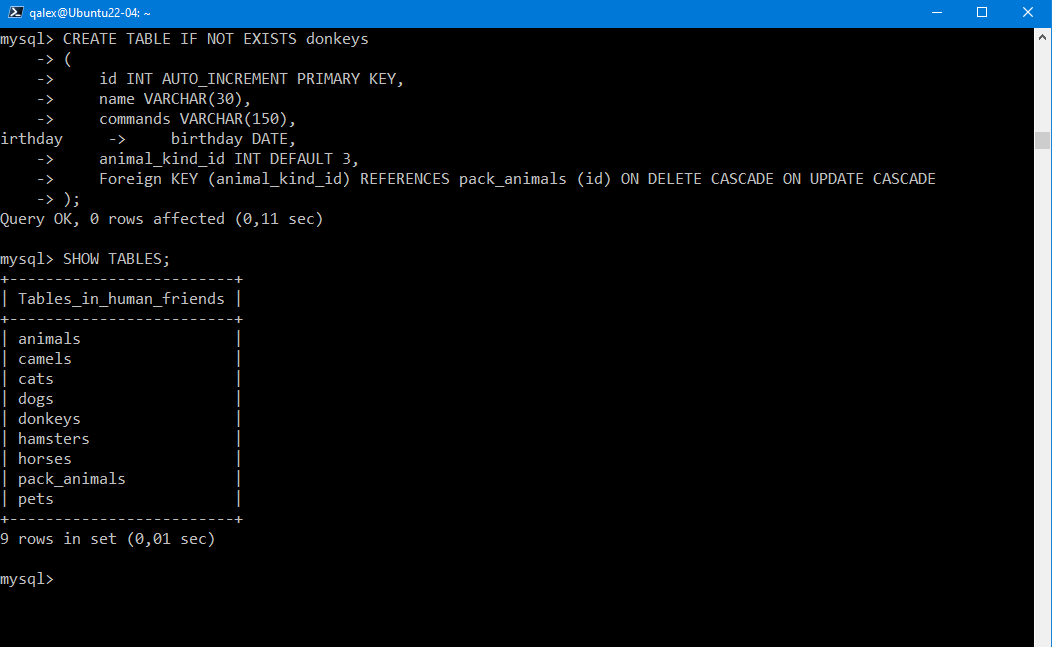 qalex@Ubuntu22-04: ~
mysql> CREATE TABLE IF NOT EXISTS donkeys
    -> (
    ->     id INT AUTO_INCREMENT PRIMARY KEY,
    ->     name VARCHAR(30),
    ->     commands VARCHAR(150),
irthday     ->     birthday DATE,
    ->     animal_kind_id INT DEFAULT 3,
    ->     Foreign KEY (animal_kind_id) REFERENCES pack_animals (id) ON DELETE CASCADE ON UPDATE CASCADE
    -> );
Query OK, 0 rows affected (0,11 sec)

mysql> SHOW TABLES;
+-------------------------+
| Tables_in_human_friends |
+-------------------------+
| animals                 |
| camels                  |
| cats                    |
| dogs                    |
| donkeys                 |
| hamsters                |
| horses                  |
| pack_animals            |
| pets                    |
+-------------------------+
9 rows in set (0,01 sec)

mysql>